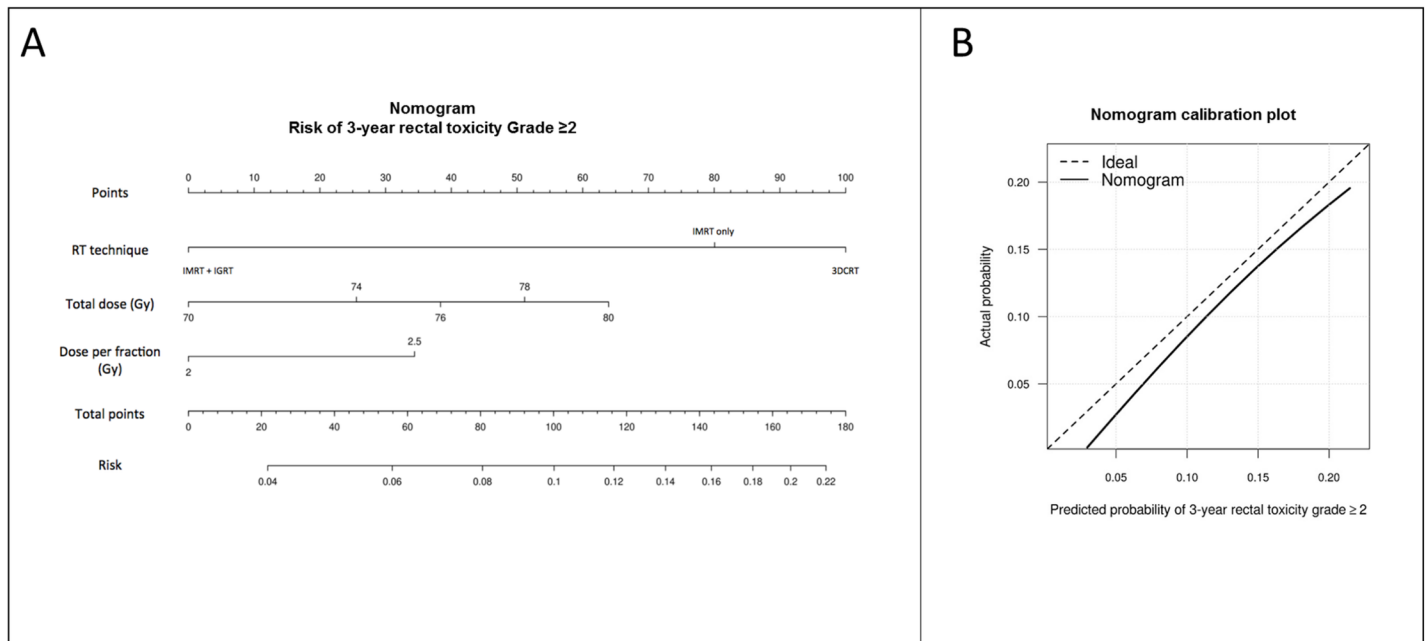 A
Nomogram
Risk of 3-year rectal toxicity Grade ≥2
Points
0 10 20 30 40 50 60 70 80 90 100
RT technique
IMRT only
IMRT + IGRT 3DCRT
Total dose (Gy)
74 78
70 76 80
Dose per fraction
(Gy)
2.5
2
Total points
0 20 40 60 80 100 120 140 160 180
Risk
0.04 0.06 0.08 0.1 0.12 0.14 0.16 0.18 0.2 0.22
B
Nomogram calibration plot
Ideal
Nomogram
Actual probability
0.20
0.15
0.10
0.05
0.05 0.10 0.15 0.20
Predicted probability of 3-year rectal toxicity grade ≥ 2